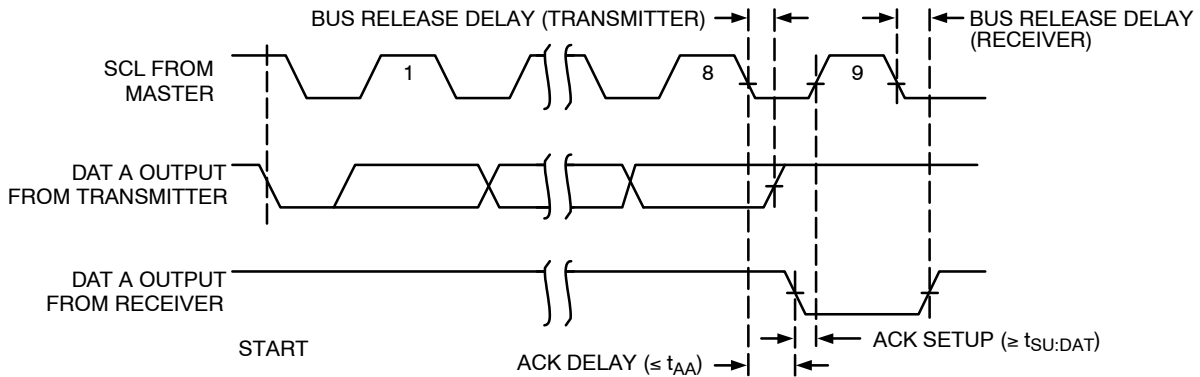 BUS RELEASE DELAY (TRANSMITTER)
BUS RELEASE DELAY
(RECEIVER)
SCL FROM
MASTER
1
8
9
DAT A OUTPUT
FROM TRANSMITTER
DAT A OUTPUT
FROM RECEIVER
START
ACK SETUP (≥ tSU:DAT)
ACK DELAY (≤ tAA)